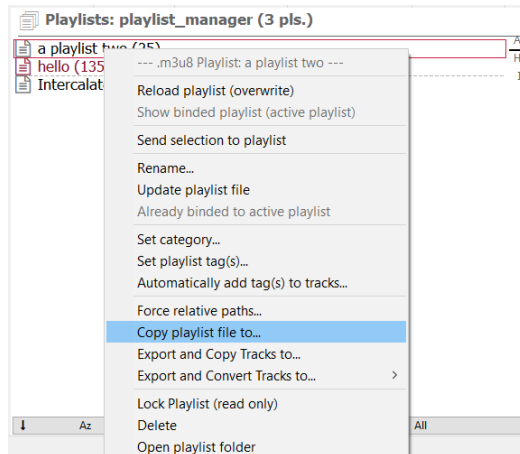 Playlists: playlist_manager (3 pls.)
a playlist two (25)
hello (135
Intercalat
--- .m3u8 Playlist: a playlist two ---
Reload playlist (overwrite)
Show binded playlist (active playlist)
Send selection to playlist
Rename...
Update playlist file
Already binded to active playlist
Set category...
Set playlist tag(s)...
Automatically add tag(s) to tracks...
Force relative paths...
Copy playlist file to...
Export and Copy Tracks to...
Export and Convert Tracks to...
Lock Playlist (read only)
Delete
Open playlist folder
Az
All